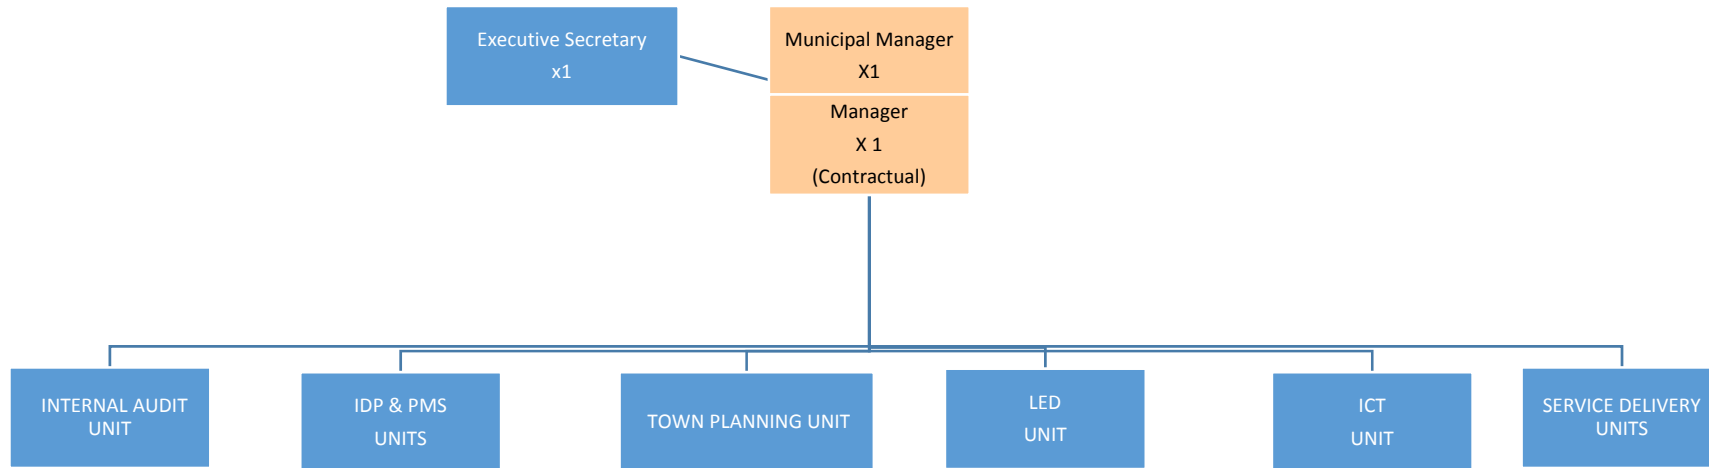 Executive Secretary
x1
Municipal Manager
X1
Manager
X 1
(Contractual)
INTERNAL AUDIT
UNIT
IDP & PMS
UNITS
TOWN PLANNING UNIT
LED
UNIT
ICT
UNIT
SERVICE DELIVERY
UNITS